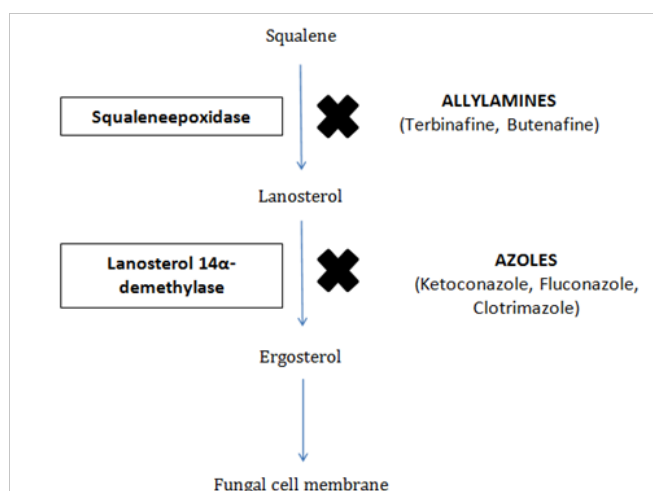 Squalene
Squaleneepoxidase
ALLYLAMINES
(Terbinafine, Butenafine)
Lanosterol
Lanosterol 14α-
demethylase
AZOLES
(Ketoconazole, Fluconazole,
Clotrimazole)
Ergosterol
Fungal cell membrane